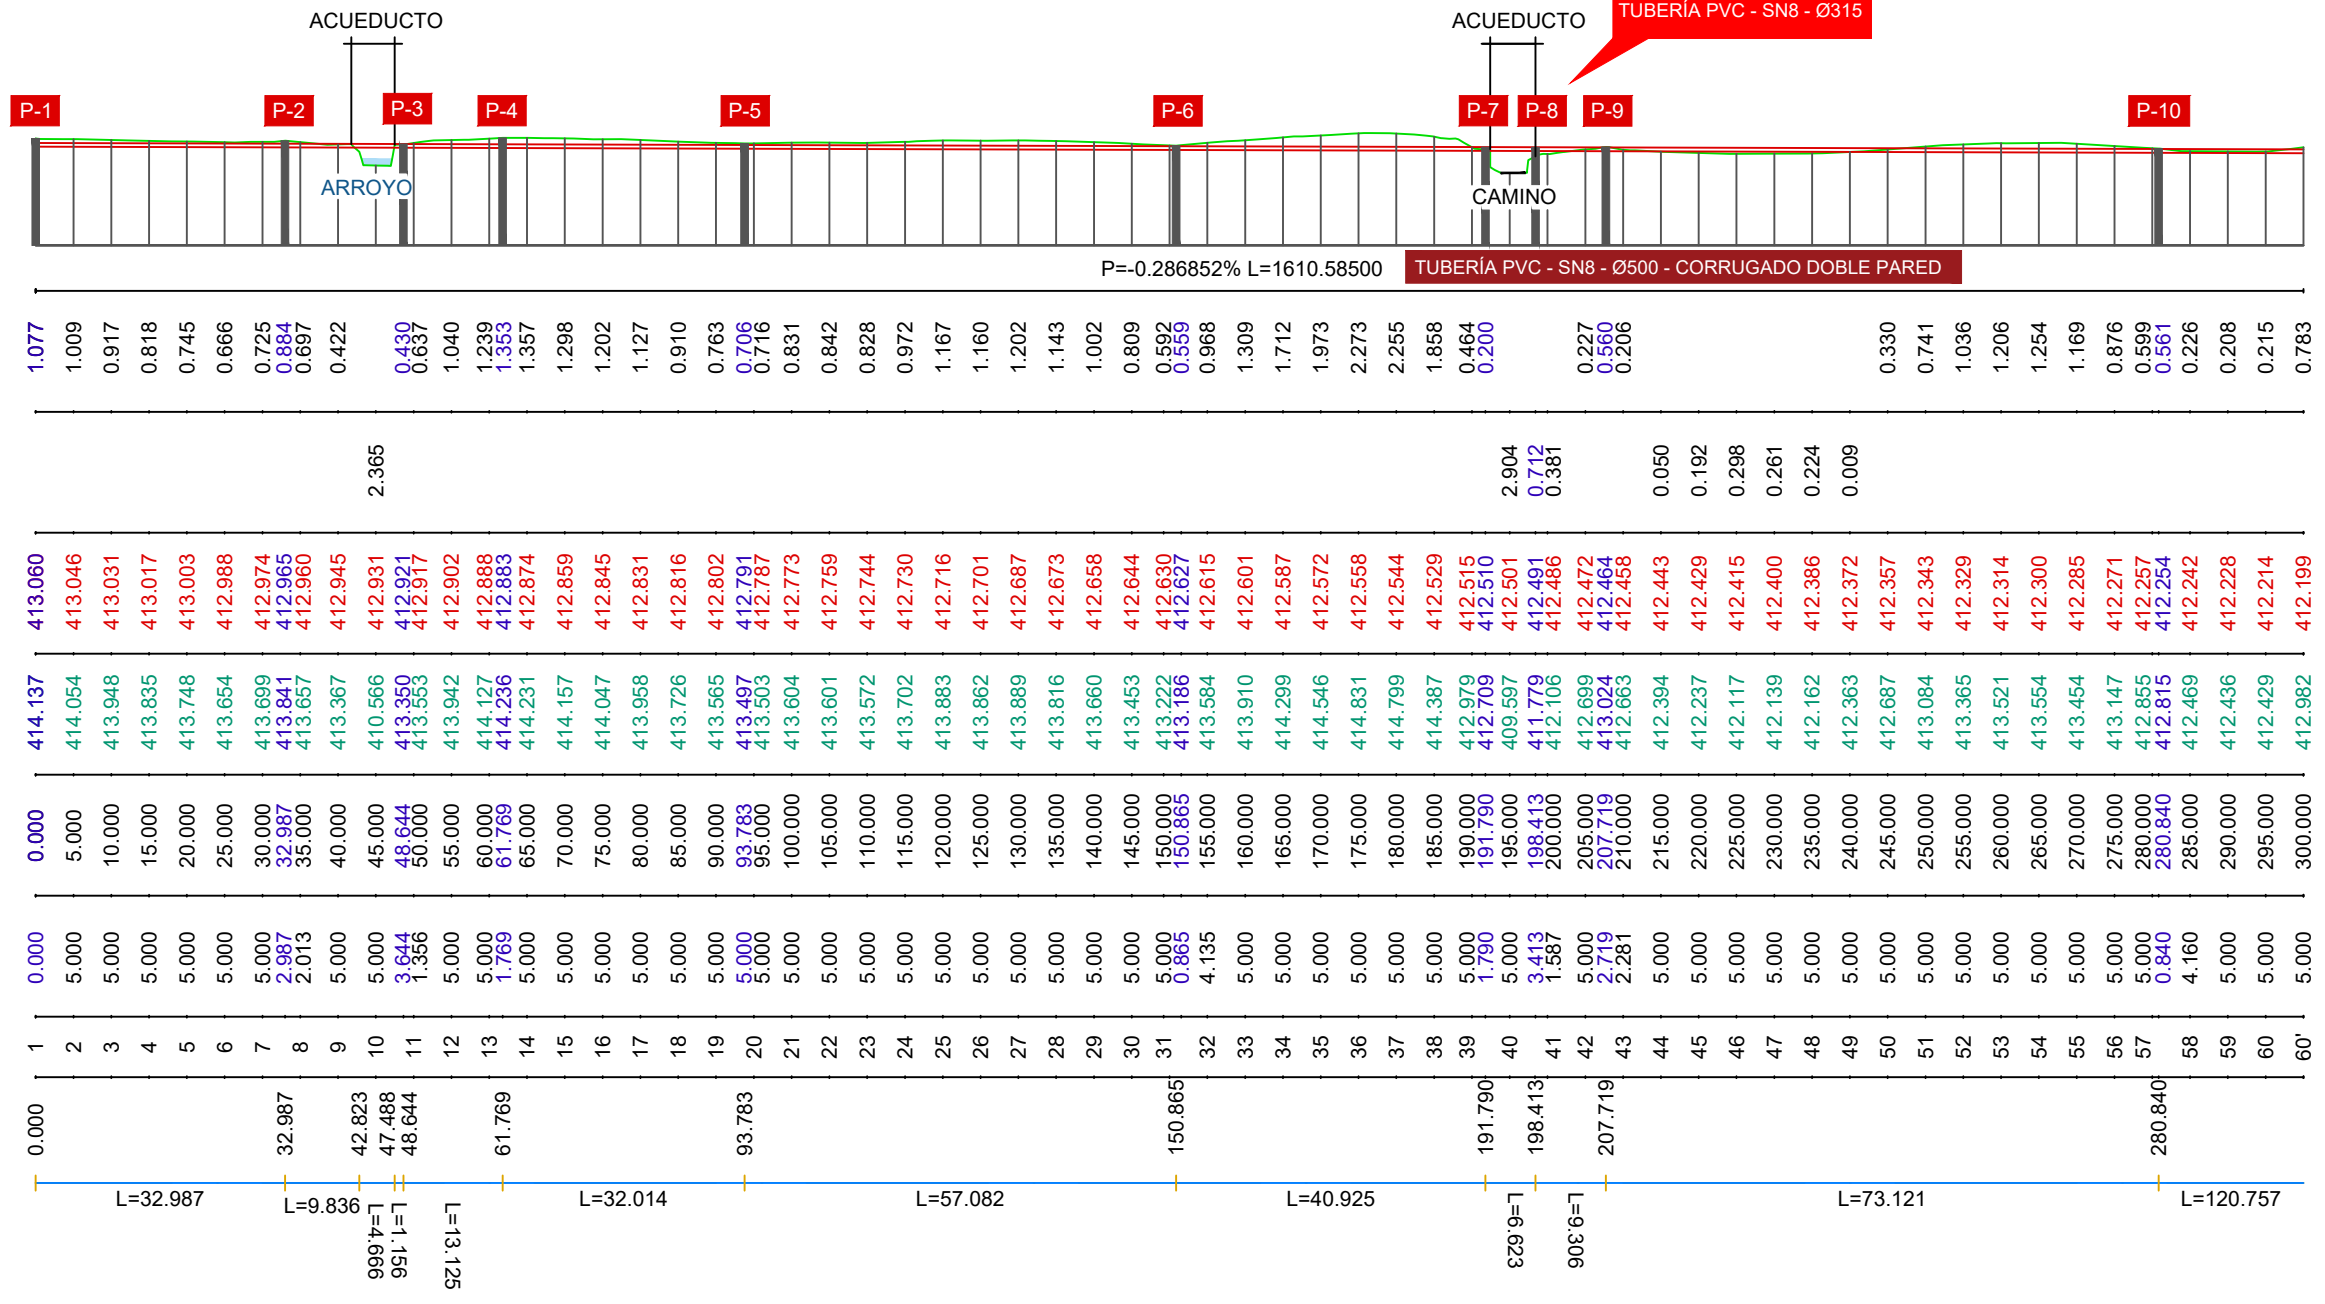 ACUEDUCTO ACUEDUCTO TUBERÍA PVC - SN8 - Ø315
P-1 P-2 P-3 P-4 P-5 P-6 P-7 P-8 P-9 P-10
ARROYO CAMINO
P=-0.286852% L=1610.58500 TUBERÍA PVC - SN8 - Ø500 - CORRUGADO DOBLE PARED
1.077 1.009 0.917 0.818 0.745 0.666 0.725 0.884 0.697 0.422 0.430 0.637 1.040 1.239 1.353 1.357 1.298 1.202 1.127 0.910 0.763 0.706 0.716 0.831 0.842 0.828 0.972 1.167 1.160 1.202 1.143 1.002 0.809 0.592 0.559 0.968 1.309 1.712 1.973 2.273 2.255 1.858 0.464 0.200 0.227 0.560 0.206 0.330 0.741 1.036 1.206 1.254 1.169 0.876 0.599 0.561 0.226 0.208 0.215 0.783
2.365 2.904 0.712 0.381 0.050 0.192 0.298 0.261 0.224 0.009
413.060 413.046 413.031 413.017 413.003 412.988 412.974 412.965 412.960 412.945 412.931 412.921 412.917 412.902 412.888 412.883 412.874 412.859 412.845 412.831 412.816 412.802 412.791 412.787 412.773 412.759 412.744 412.730 412.716 412.701 412.687 412.673 412.658 412.644 412.630 412.627 412.615 412.601 412.587 412.572 412.558 412.544 412.529 412.515 412.510 412.501 412.491 412.486 412.472 412.464 412.458 412.443 412.429 412.415 412.400 412.386 412.372 412.357 412.343 412.329 412.314 412.300 412.285 412.271 412.257 412.254 412.242 412.228 412.214 412.199
414.137 414.054 413.948 413.835 413.748 413.654 413.699 413.841 413.657 413.367 410.566 413.350 413.553 413.942 414.127 414.236 414.231 414.157 414.047 413.958 413.726 413.565 413.497 413.503 413.604 413.601 413.572 413.702 413.883 413.862 413.889 413.816 413.660 413.453 413.222 413.186 413.584 413.910 414.299 414.546 414.831 414.799 414.387 412.979 412.709 409.597 411.779 412.106 412.699 413.024 412.663 412.394 412.237 412.117 412.139 412.162 412.363 412.687 413.084 413.365 413.521 413.554 413.454 413.147 412.855 412.815 412.469 412.436 412.429 412.982
0.000 5.000 10.000 15.000 20.000 25.000 30.000 32.987 35.000 40.000 45.000 48.644 50.000 55.000 60.000 61.769 65.000 70.000 75.000 80.000 85.000 90.000 93.783 95.000 100.000 105.000 110.000 115.000 120.000 125.000 130.000 135.000 140.000 145.000 150.000 150.865 155.000 160.000 165.000 170.000 175.000 180.000 185.000 190.000 191.790 195.000 198.413 200.000 205.000 207.719 210.000 215.000 220.000 225.000 230.000 235.000 240.000 245.000 250.000 255.000 260.000 265.000 270.000 275.000 280.000 280.840 285.000 290.000 295.000 300.000
0.000 5.000 5.000 5.000 5.000 5.000 5.000 2.987 2.013 5.000 5.000 3.644 1.356 5.000 5.000 1.769 5.000 5.000 5.000 5.000 5.000 5.000 5.000 5.000 5.000 5.000 5.000 5.000 5.000 5.000 5.000 5.000 5.000 5.000 5.000 0.865 4.135 5.000 5.000 5.000 5.000 5.000 5.000 5.000 1.790 5.000 3.413 1.587 5.000 2.719 2.281 5.000 5.000 5.000 5.000 5.000 5.000 5.000 5.000 5.000 5.000 5.000 5.000 5.000 5.000 0.840 4.160 5.000 5.000 5.000
1 2 3 4 5 6 7 8 9 10 11 12 13 14 15 16 17 18 19 20 21 22 23 24 25 26 27 28 29 30 31 32 33 34 35 36 37 38 39 40 41 42 43 44 45 46 47 48 49 50 51 52 53 54 55 56 57 58 59 60 60'
0.000 32.987 42.823 47.488 48.644 61.769 93.783 150.865 191.790 198.413 207.719 280.840
L=32.987 L=9.836 L=4.666 L=1.156 L=13.125 L=32.014 L=57.082 L=40.925 L=6.623 L=9.306 L=73.121 L=120.757